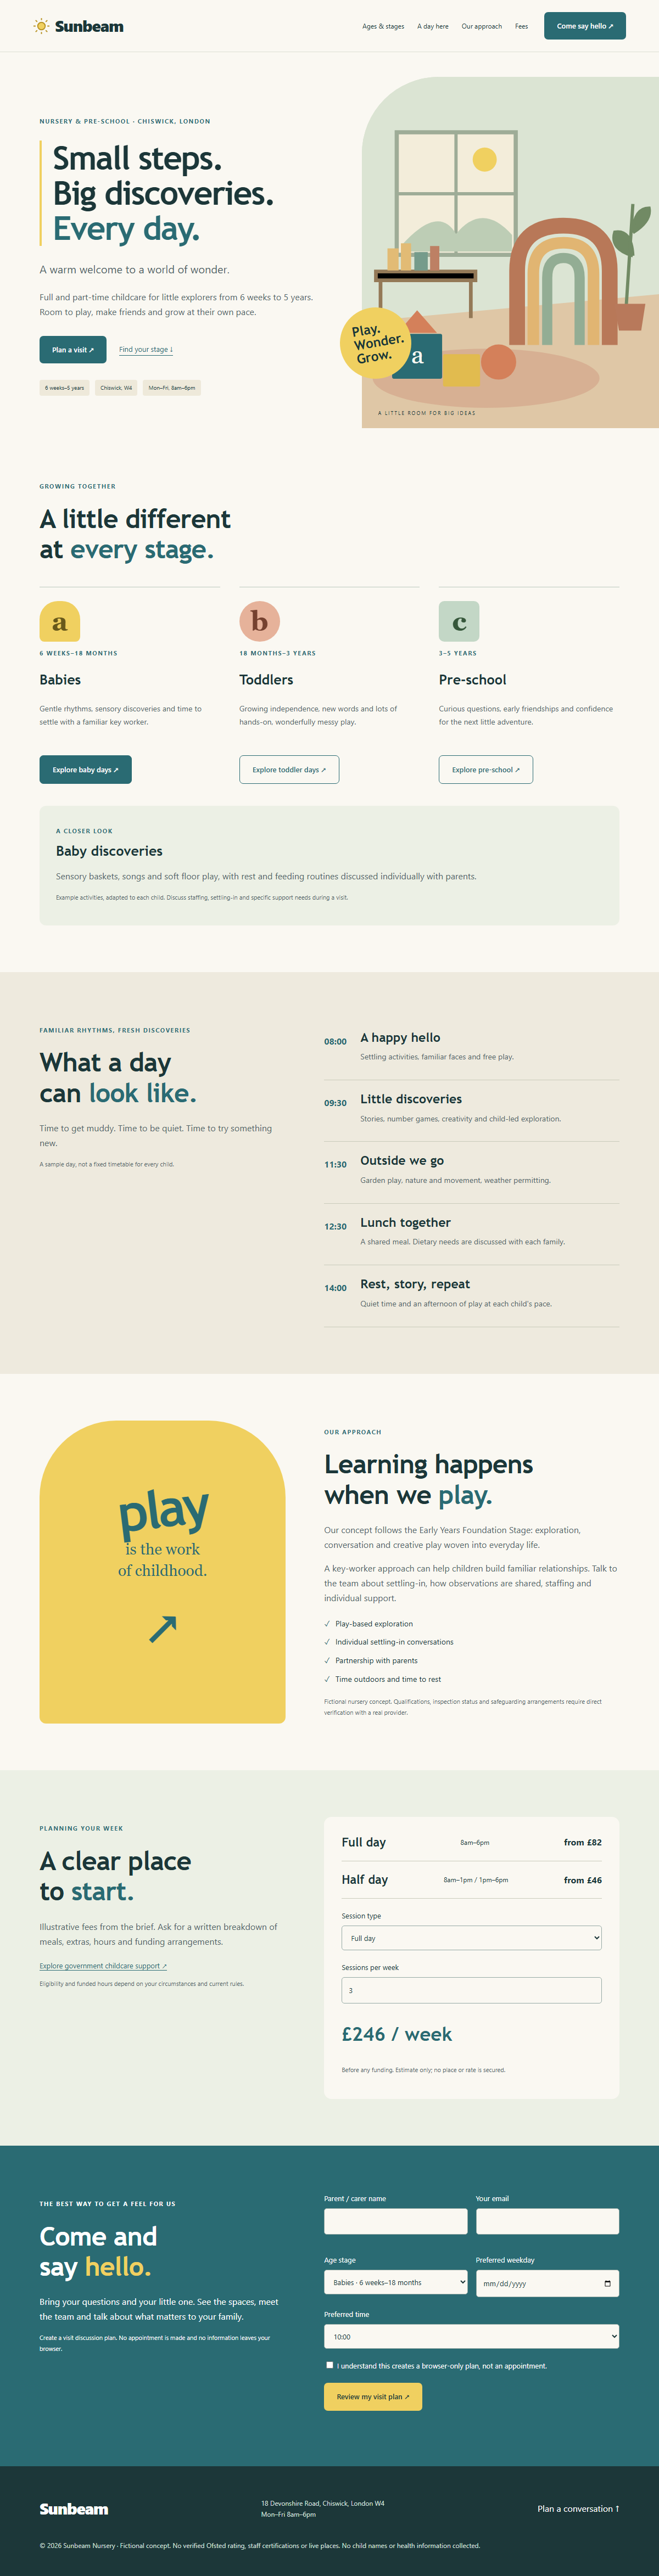 Sunbeam
Ages & stages
A day here
Our approach
Fees
Come say hello ↗
NURSERY & PRE-SCHOOL · CHISWICK, LONDON
Small steps.
Big discoveries.
Every day.
A warm welcome to a world of wonder.
Full and part-time childcare for little explorers from 6 weeks to 5 years.
Room to play, make friends and grow at their own pace.
Plan a visit ↗
Find your stage ↓
6 weeks–5 years
Chiswick, W4
Mon–Fri, 8am–6pm
Play.
Wonder.
Grow.
a
A LITTLE ROOM FOR BIG IDEAS
GROWING TOGETHER
A little different
at every stage.
a
6 WEEKS–18 MONTHS
Babies
Gentle rhythms, sensory discoveries and time to
settle with a familiar key worker.
Explore baby days ↗
b
18 MONTHS–3 YEARS
Toddlers
Growing independence, new words and lots of
hands-on, wonderfully messy play.
Explore toddler days ↗
c
3–5 YEARS
Pre-school
Curious questions, early friendships and confidence
for the next little adventure.
Explore pre-school ↗
A CLOSER LOOK
Baby discoveries
Sensory baskets, songs and soft floor play, with rest and feeding routines discussed individually with parents.
Example activities, adapted to each child. Discuss staffing, settling-in and specific support needs during a visit.
FAMILIAR RHYTHMS, FRESH DISCOVERIES
What a day
can look like.
Time to get muddy. Time to be quiet. Time to try something
new.
A sample day, not a fixed timetable for every child.
08:00
A happy hello
Settling activities, familiar faces and free play.
09:30
Little discoveries
Stories, number games, creativity and child-led exploration.
11:30
Outside we go
Garden play, nature and movement, weather permitting.
12:30
Lunch together
A shared meal. Dietary needs are discussed with each family.
14:00
Rest, story, repeat
Quiet time and an afternoon of play at each child's pace.
play
is the work
of childhood.
↗
OUR APPROACH
Learning happens
when we play.
Our concept follows the Early Years Foundation Stage: exploration,
conversation and creative play woven into everyday life.
A key-worker approach can help children build familiar relationships. Talk to
the team about settling-in, how observations are shared, staffing and
individual support.
✓ Play-based exploration
✓ Individual settling-in conversations
✓ Partnership with parents
✓ Time outdoors and time to rest
Fictional nursery concept. Qualifications, inspection status and safeguarding arrangements require direct
verification with a real provider.
PLANNING YOUR WEEK
A clear place
to start.
Illustrative fees from the brief. Ask for a written breakdown of
meals, extras, hours and funding arrangements.
Explore government childcare support ↗
Eligibility and funded hours depend on your circumstances and current rules.
Full day
8am–6pm
from £82
Half day
8am–1pm / 1pm–6pm
from £46
Session type
Full day
Sessions per week
3
£246 / week
Before any funding. Estimate only; no place or rate is secured.
THE BEST WAY TO GET A FEEL FOR US
Come and
say hello.
Bring your questions and your little one. See the spaces, meet
the team and talk about what matters to your family.
Create a visit discussion plan. No appointment is made and no information leaves your
browser.
Parent / carer name
Your email
Age stage
Babies · 6 weeks–18 months
Preferred weekday
mm/dd/yyyy
Preferred time
10:00
I understand this creates a browser-only plan, not an appointment.
Review my visit plan ↗
Sunbeam
18 Devonshire Road, Chiswick, London W4
Mon–Fri 8am–6pm
Plan a conversation ↑
© 2026 Sunbeam Nursery · Fictional concept. No verified Ofsted rating, staff certifications or live places. No child names or health information collected.